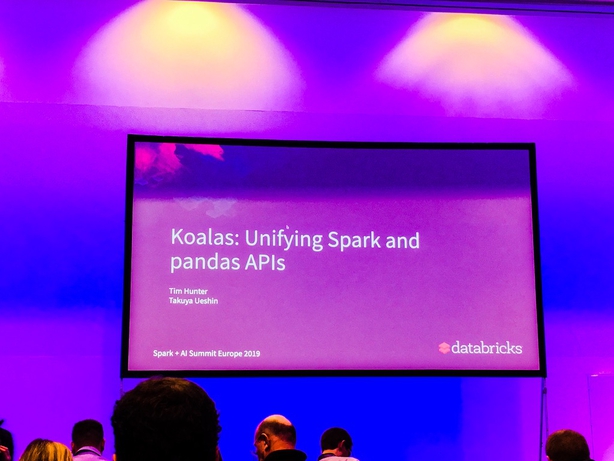 Koalas: Unifying Spark and
pandas APIs
Tim Hunter
Takuya Ueshin
Spark + AI Summit Europe 2019
databricks